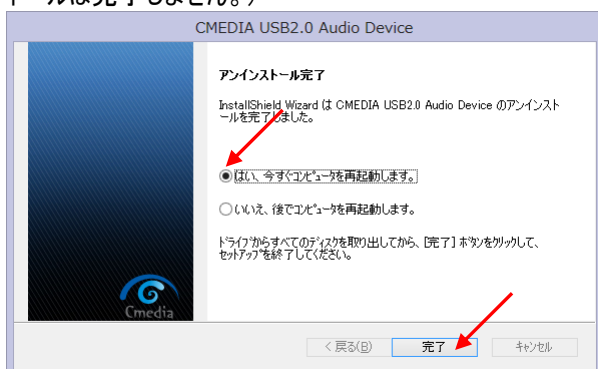 トールは完了しません。)
CMEDIA USB2.0 Audio Device
アンインストール完了
InstallShield Wizard は CMEDIA USB2.0 Audio Device のアンインスト
ールを完了しました。
はい、今すぐコンピュータを再起動します。
いいえ、後でコンピュータを再起動します。
ドライブからすべてのディスクを取り出してから、[完了] ボタンをクリックして、
セットアップを終了してください。
Cmedia
< 戻る(B)
完了
キャンセル